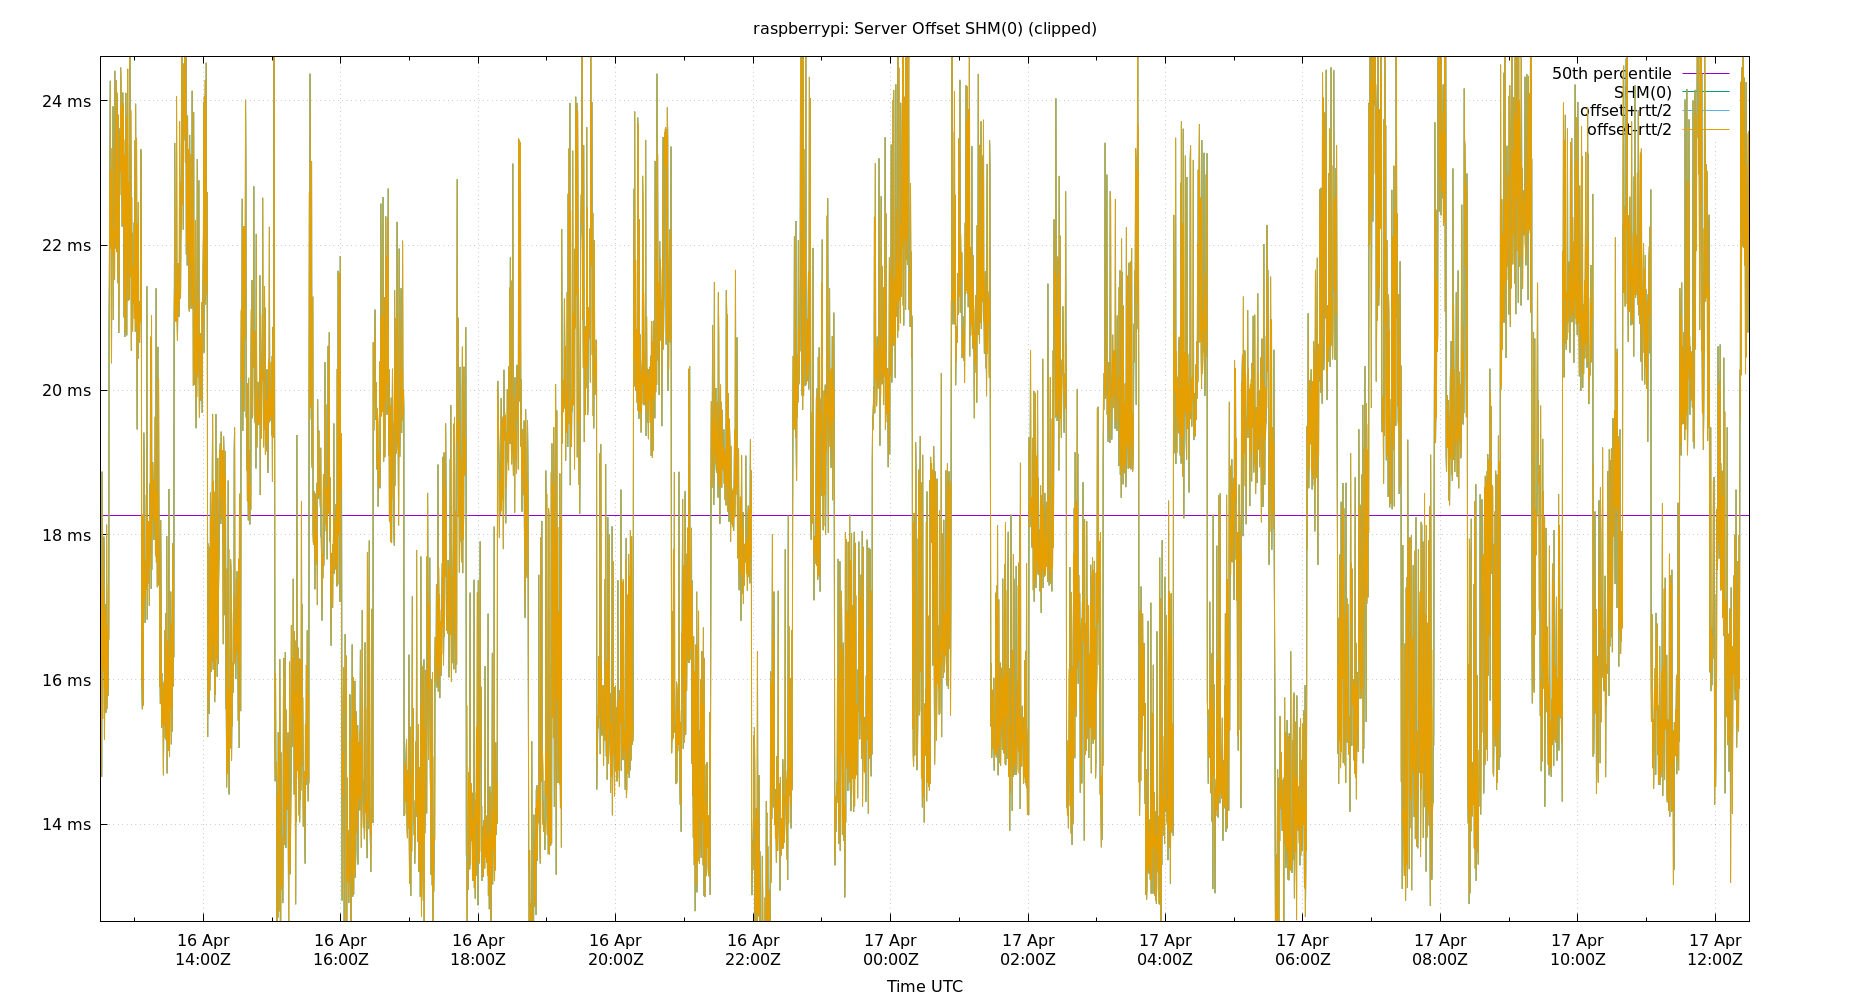 raspberrypi: Server Offset SHM(0) (clipped)
50th percentile
SHM(0)
offset+rtt/2
offset-rtt/2
24 ms
22 ms
20 ms
18 ms
16 ms
14 ms
16 Apr 16 Apr 16 Apr 16 Apr 16 Apr 17 Apr 17 Apr 17 Apr 17 Apr 17 Apr 17 Apr 17 Apr
14:00Z 16:00Z 18:00Z 20:00Z 22:00Z 00:00Z 02:00Z 04:00Z 06:00Z 08:00Z 10:00Z 12:00Z
Time UTC